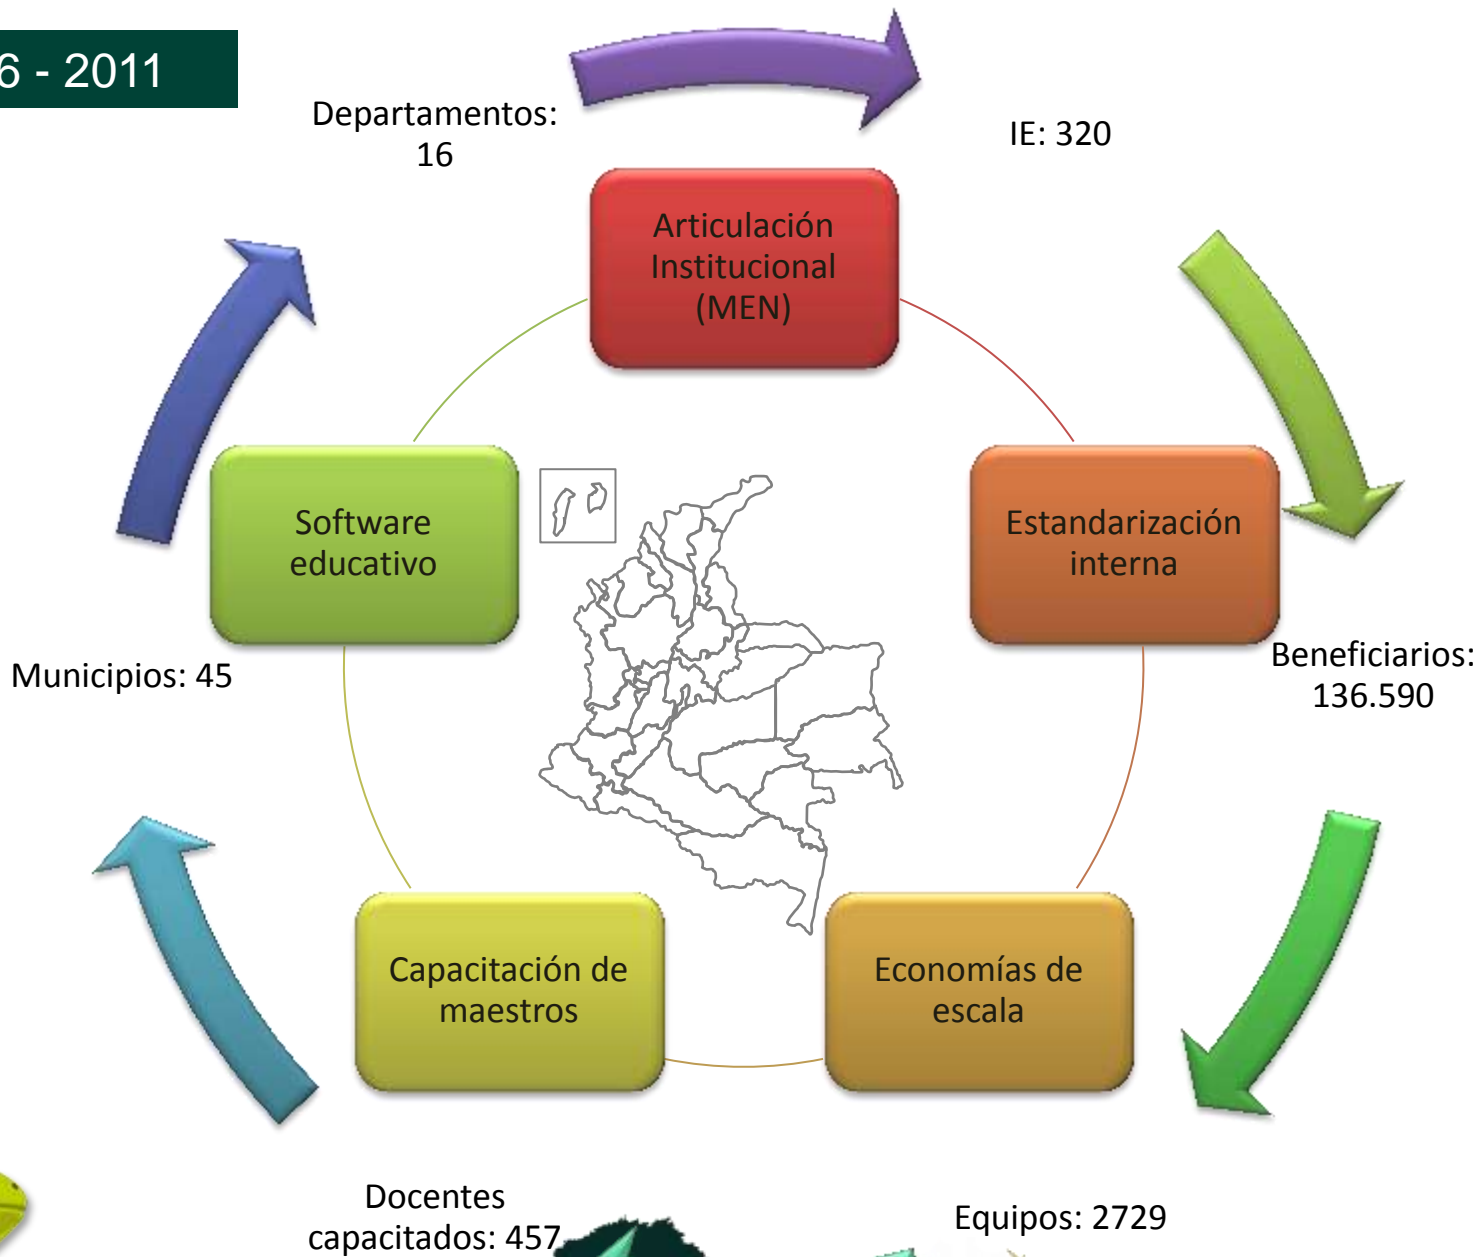 6 - 2011
Departamentos:
16
IE: 320
Articulación
Institucional
(MEN)
Software
educativo
Estandarización
interna
Municipios: 45
Beneficiarios:
136.590
Capacitación de
maestros
Economías de
escala
Docentes
capacitados: 457
Equipos: 2729